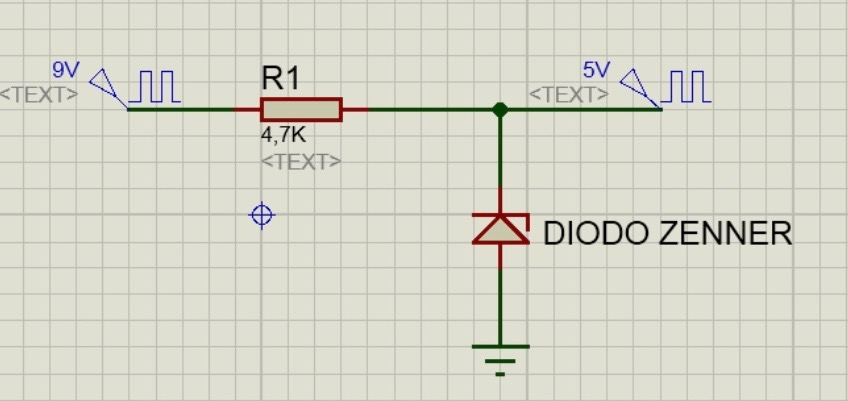 R1
9V
5V
<TEXT>
<TEXT>
4,7K
<TEXT>
DIODO ZENNER